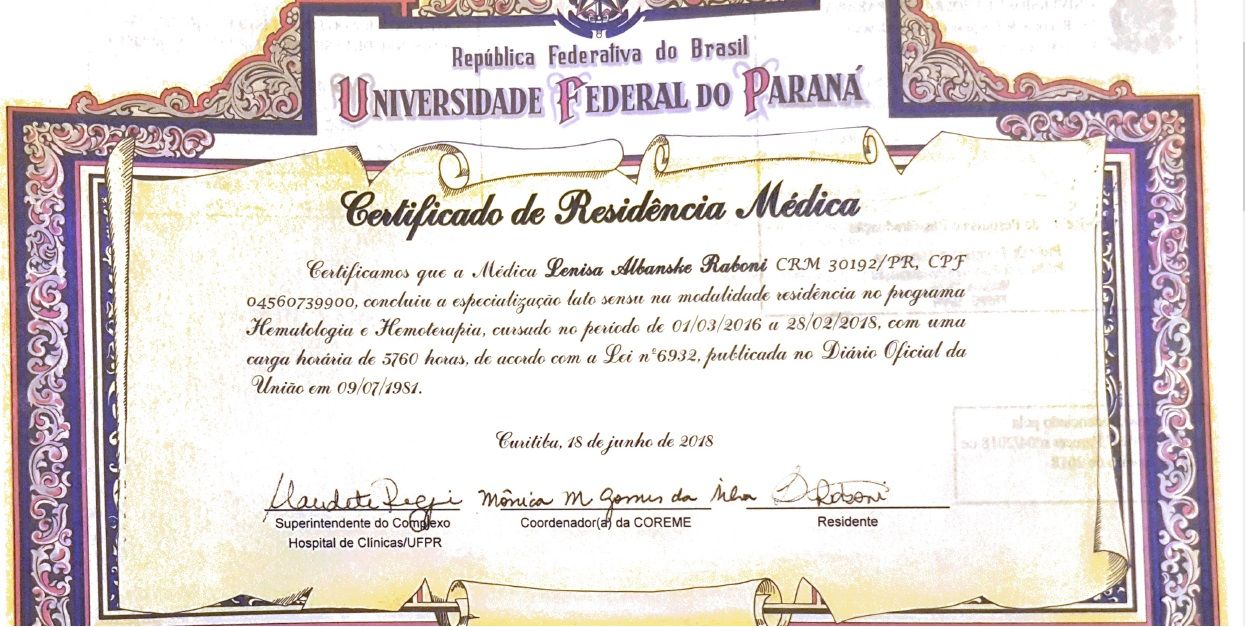 República Federativa do Brasil
UNIVERSIDADE FEDERAL DO PARANÁ
Certificado de Residência Médica
Certificamos que a Médica Lenisa Albanske Raboni CRM 30192/PR, CPF
04560739900, concluiu a especialização lato sensu na modalidade residência no programa
Hematologia e Hemoterapia, cursado no período de 01/03/2016 a 28/02/2018, com uma
carga horária de 5760 horas, de acordo com a Lei nº6932, publicada no Diário Oficial da
União em 09/07/1981.
Curitiba, 18 de junho de 2018
Claudete Reggi Mônica M Gomes da Silva Raboni
Superintendente do Complexo Coordenador(a) da COREME Residente
Hospital de Clínicas/UFPR